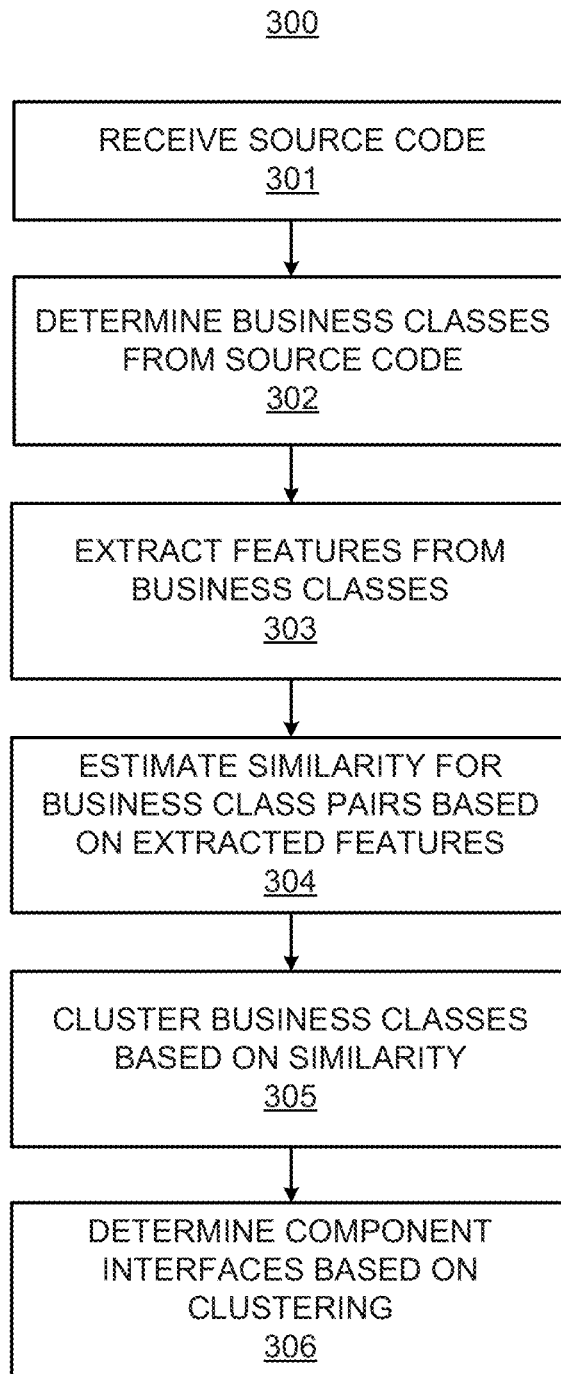 300
RECEIVE SOURCE CODE
301
DETERMINE BUSINESS CLASSES
FROM SOURCE CODE
302
EXTRACT FEATURES FROM
BUSINESS CLASSES
303
ESTIMATE SIMILARITY FOR
BUSINESS CLASS PAIRS BASED
ON EXTRACTED FEATURES
304
CLUSTER BUSINESS CLASSES
BASED ON SIMILARITY
305
DETERMINE COMPONENT
INTERFACES BASED ON
CLUSTERING
306